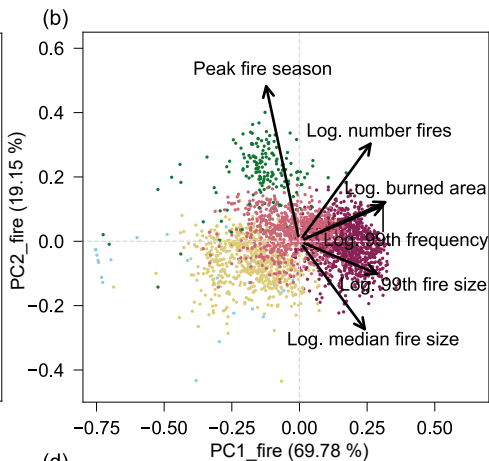 (b)
0.6
Peak fire season
0.4
Log. number fires
0.2
Log. burned area
0.0
Log. 99th frequency
Log. 99th fire size
−0.2
Log. median fire size
−0.4
PC2_fire (19.15 %)
−0.75 −0.50 −0.25 0.00 0.25 0.50
PC1_fire (69.78 %)